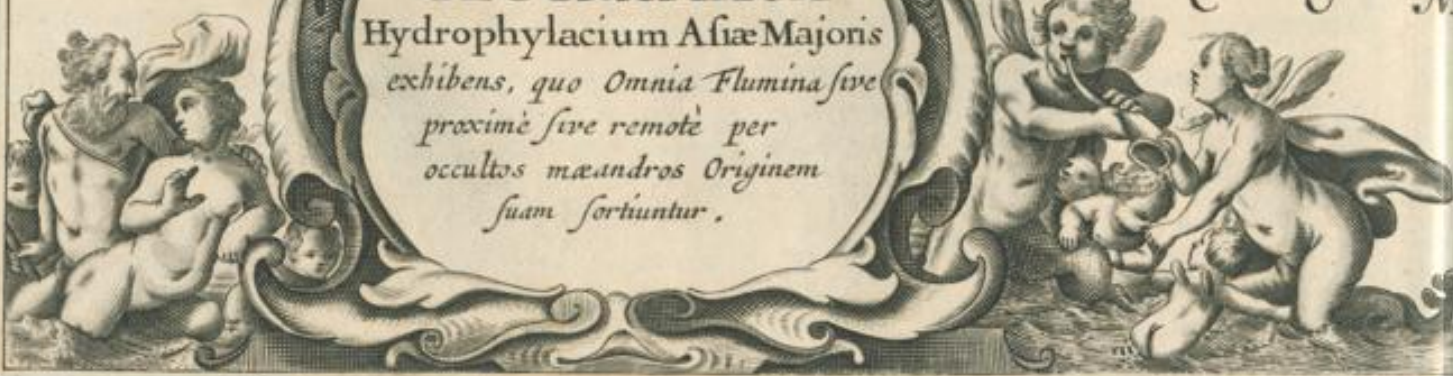 Hydrophylacium Aſiæ Majoris
exhibens, quo Omnia Flumina ſive
proximè ſive remotè per
occultos mæandros Originem
ſuam ſortiuntur.